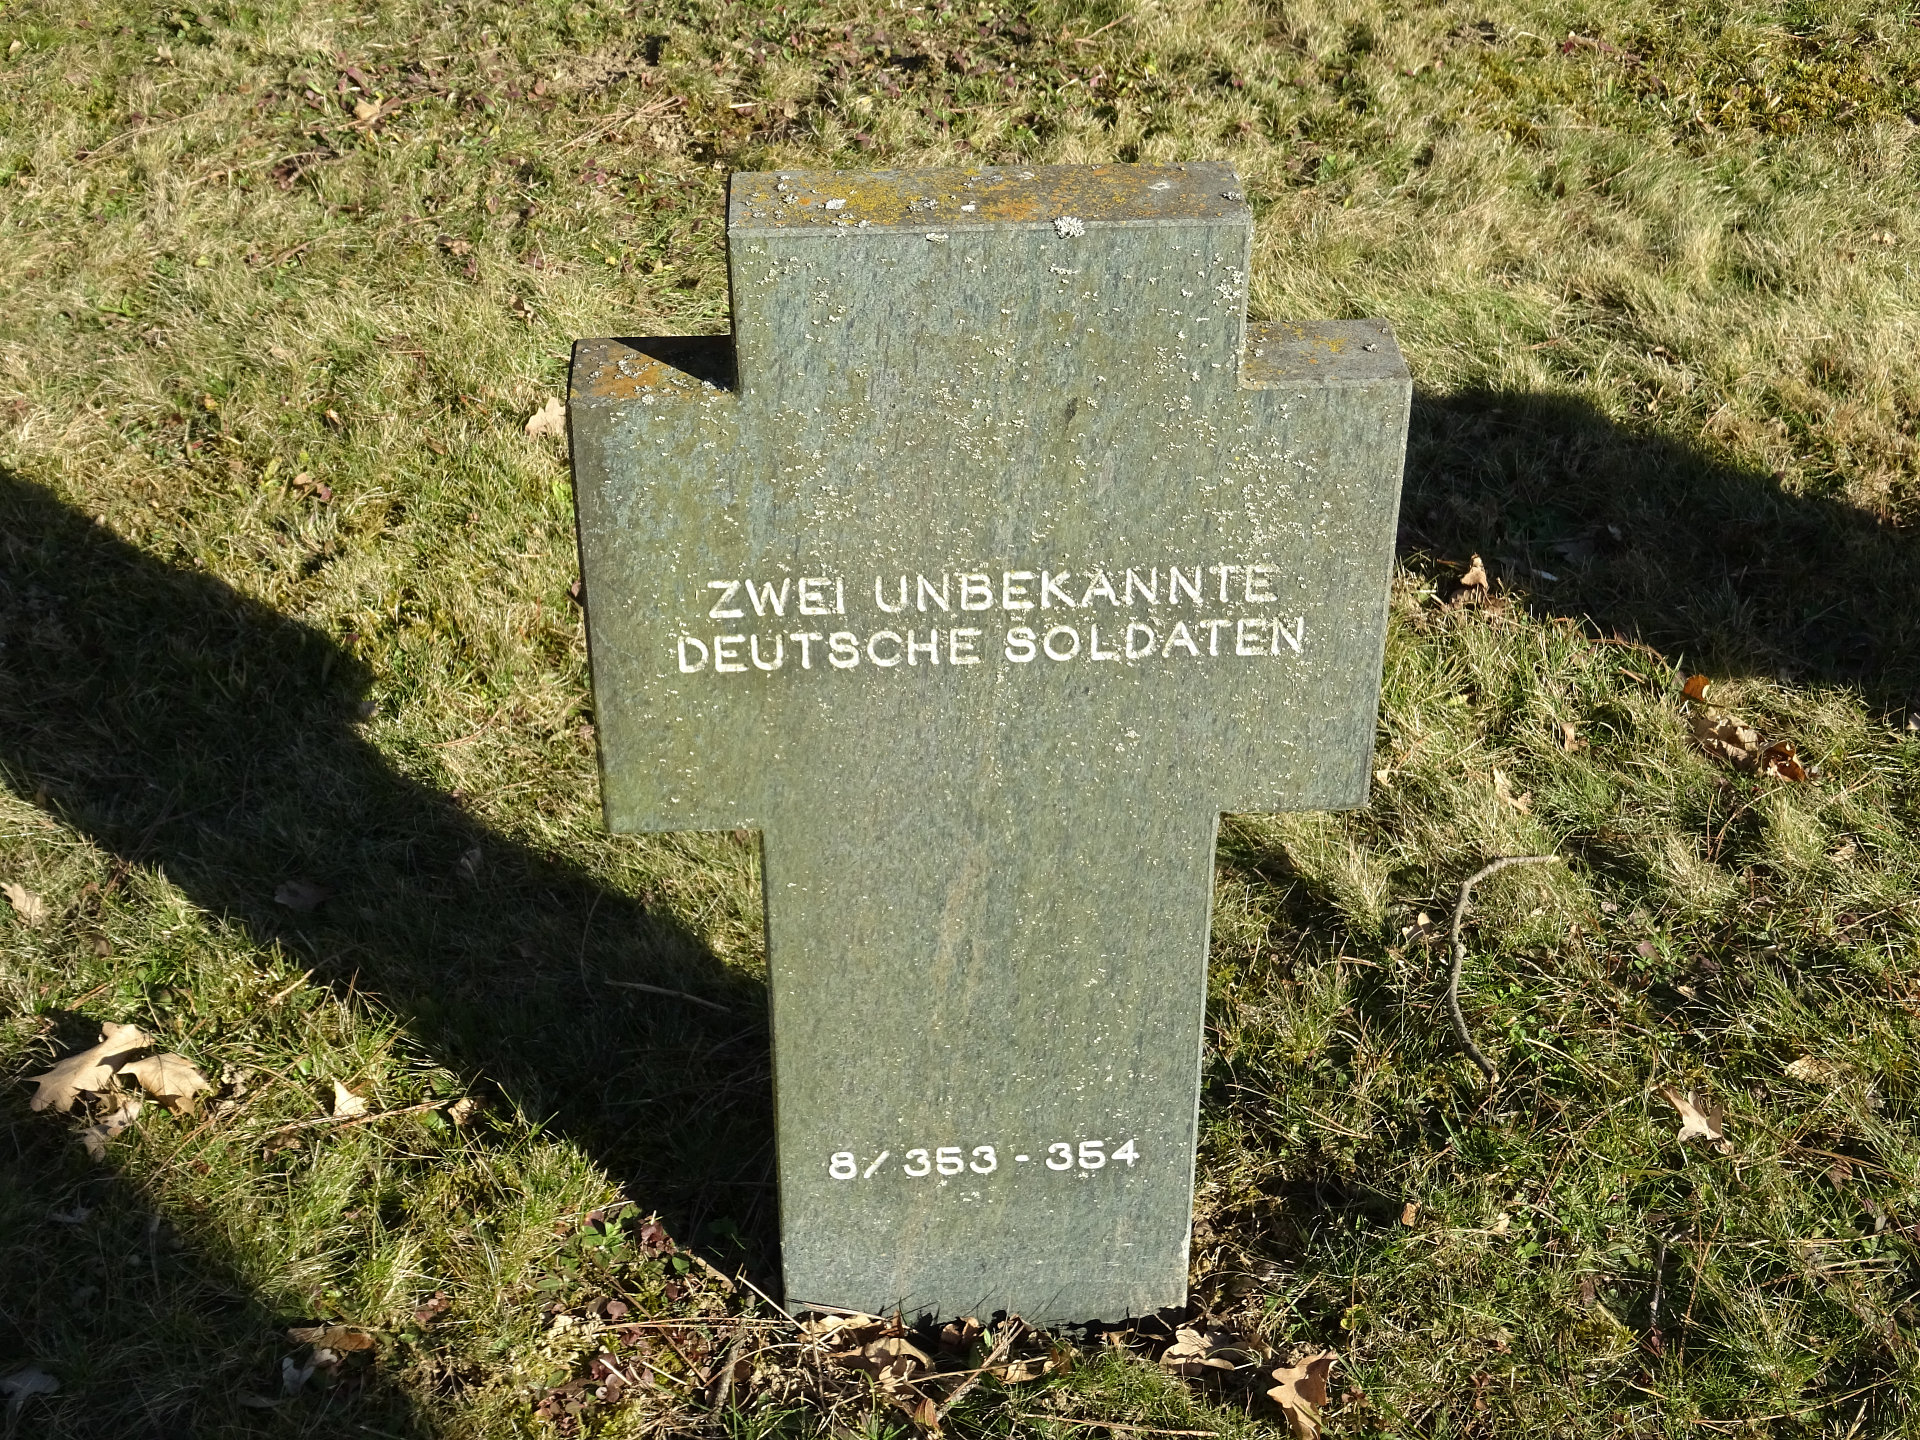 ZWEI UNBEKANNTE
DEUTSCHE SOLDATEN
8/ 353 - 354